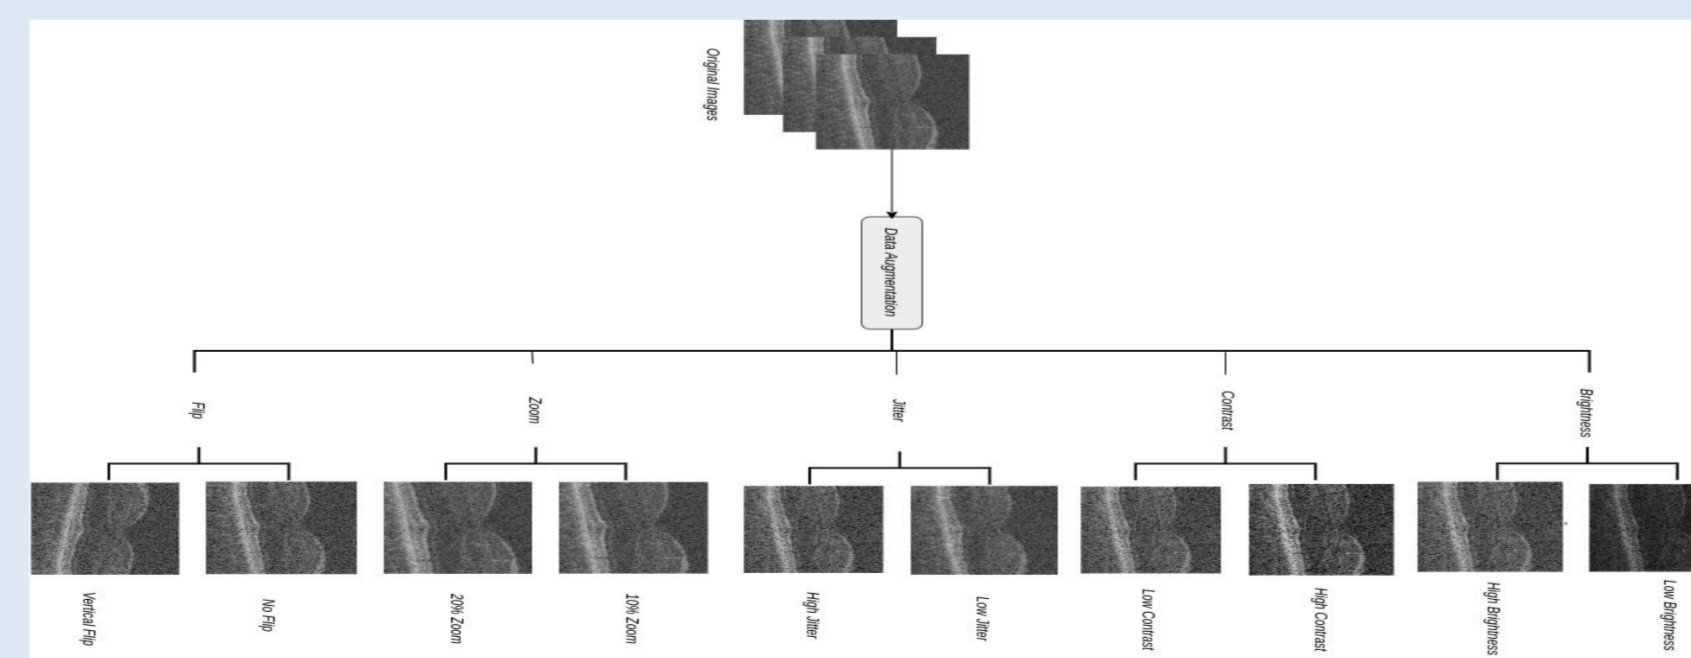 Original Images
Data Augmentation
Flip
Zoom
Jitter
Contrast
Brightness
Vertical Flip
No Flip
20% Zoom
10% Zoom
High Jitter
Low Jitter
Low Contrast
High Contrast
High Brightness
Low Brightness